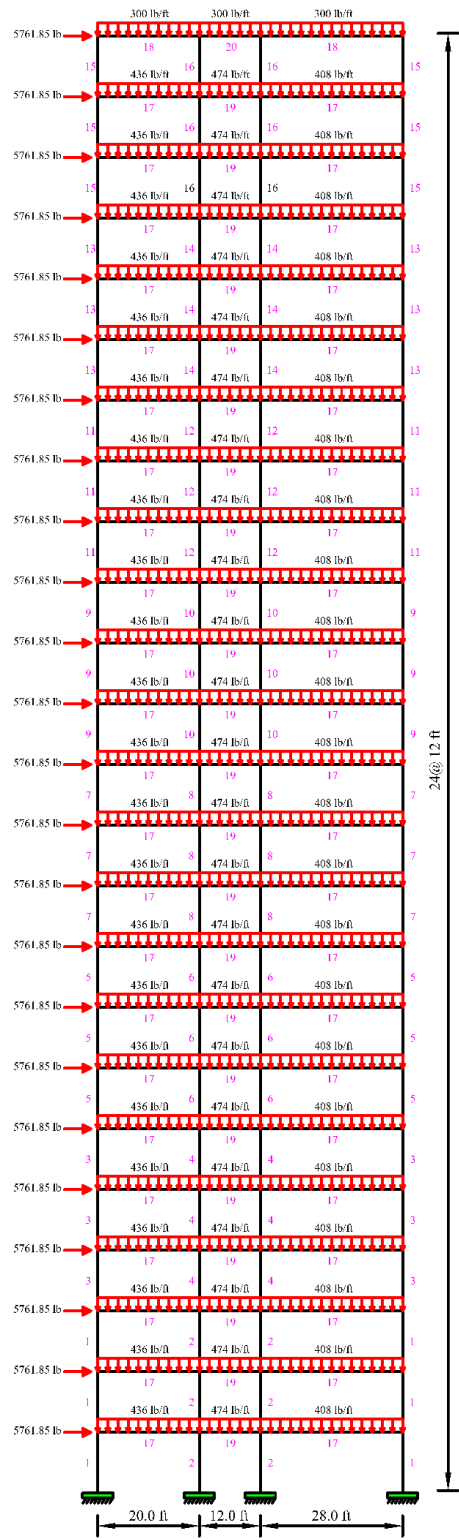 300 lb/ft 300 lb/ft 300 lb/ft
5761.85 lb
18 20 18
15 436 lb/ft 16 474 lb/ft 16 408 lb/ft 15
5761.85 lb
17 19 17
15 436 lb/ft 16 474 lb/ft 16 408 lb/ft 15
5761.85 lb
17 19 17
15 436 lb/ft 16 474 lb/ft 16 408 lb/ft 15
5761.85 lb
17 19 17
13 436 lb/ft 14 474 lb/ft 14 408 lb/ft 13
5761.85 lb
17 19 17
13 436 lb/ft 14 474 lb/ft 14 408 lb/ft 13
5761.85 lb
17 19 17
13 436 lb/ft 14 474 lb/ft 14 408 lb/ft 13
5761.85 lb
17 19 17
11 436 lb/ft 12 474 lb/ft 12 408 lb/ft 11
5761.85 lb
17 19 17
11 436 lb/ft 12 474 lb/ft 12 408 lb/ft 11
5761.85 lb
17 19 17
11 436 lb/ft 12 474 lb/ft 12 408 lb/ft 11
5761.85 lb
17 19 17
9 436 lb/ft 10 474 lb/ft 10 408 lb/ft 9
5761.85 lb
17 19 17
9 436 lb/ft 10 474 lb/ft 10 408 lb/ft 9
5761.85 lb
17 19 17
9 436 lb/ft 10 474 lb/ft 10 408 lb/ft 9
5761.85 lb
17 19 17
7 436 lb/ft 8 474 lb/ft 8 408 lb/ft 7
5761.85 lb
17 19 17
7 436 lb/ft 8 474 lb/ft 8 408 lb/ft 7
5761.85 lb
17 19 17
7 436 lb/ft 8 474 lb/ft 8 408 lb/ft 7
5761.85 lb
17 19 17
5 436 lb/ft 6 474 lb/ft 6 408 lb/ft 5
5761.85 lb
17 19 17
5 436 lb/ft 6 474 lb/ft 6 408 lb/ft 5
5761.85 lb
17 19 17
5 436 lb/ft 6 474 lb/ft 6 408 lb/ft 5
5761.85 lb
17 19 17
3 436 lb/ft 4 474 lb/ft 4 408 lb/ft 3
5761.85 lb
17 19 17
3 436 lb/ft 4 474 lb/ft 4 408 lb/ft 3
5761.85 lb
17 19 17
3 436 lb/ft 4 474 lb/ft 4 408 lb/ft 3
5761.85 lb
17 19 17
1 436 lb/ft 2 474 lb/ft 2 408 lb/ft 1
5761.85 lb
17 19 17
1 436 lb/ft 2 474 lb/ft 2 408 lb/ft 1
5761.85 lb
17 19 17
1 2 2 1
24@ 12 ft
20.0 ft 12.0 ft 28.0 ft